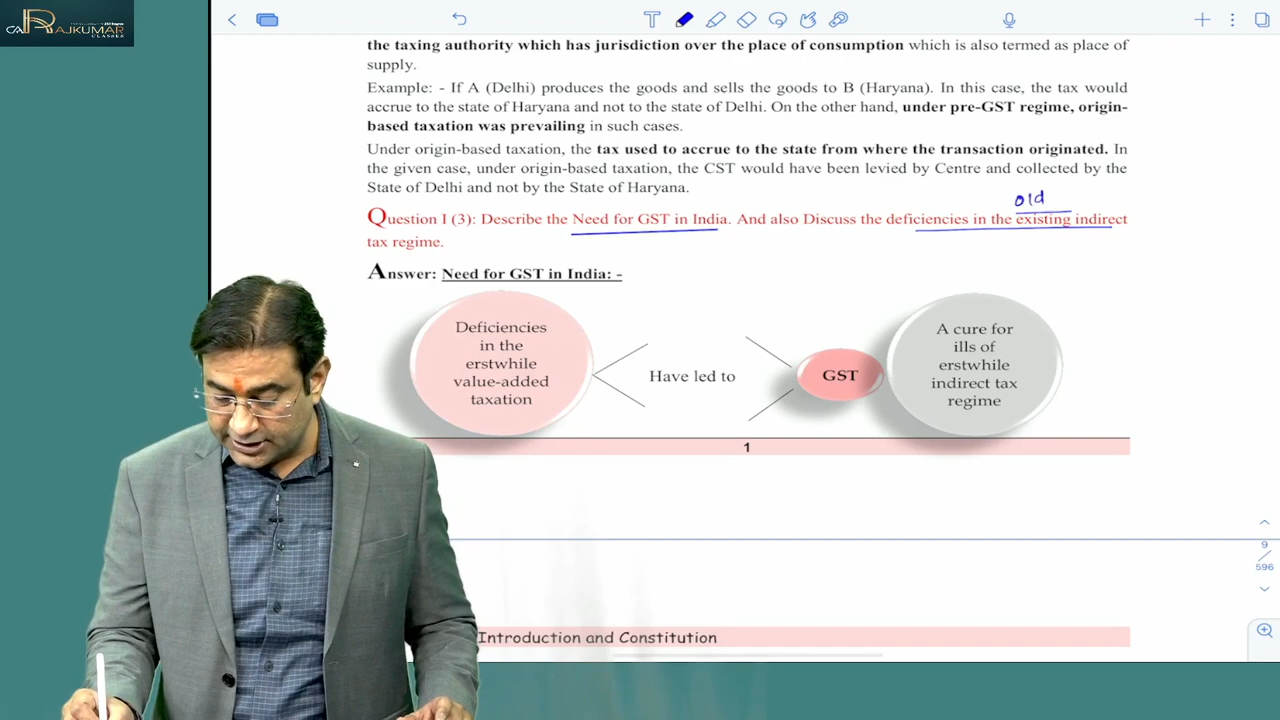 CA RAJKUMAR
CLASSES
the taxing authority which has jurisdiction over the place of consumption which is also termed as place of
supply.
Example: - If A (Delhi) produces the goods and sells the goods to B (Haryana). In this case, the tax would
accrue to the state of Haryana and not to the state of Delhi. On the other hand, under pre-GST regime, origin-
based taxation was prevailing in such cases.
Under origin-based taxation, the tax used to accrue to the state from where the transaction originated. In
the given case, under origin-based taxation, the CST would have been levied by Centre and collected by the
State of Delhi and not by the State of Haryana.
old
Question I (3): Describe the Need for GST in India. And also Discuss the deficiencies in the existing indirect
tax regime.
Answer: Need for GST in India: -
Deficiencies
in the
erstwhile
value-added
taxation
Have led to
GST
A cure for
ills of
erstwhile
indirect tax
regime
1
9
596
Introduction and Constitution